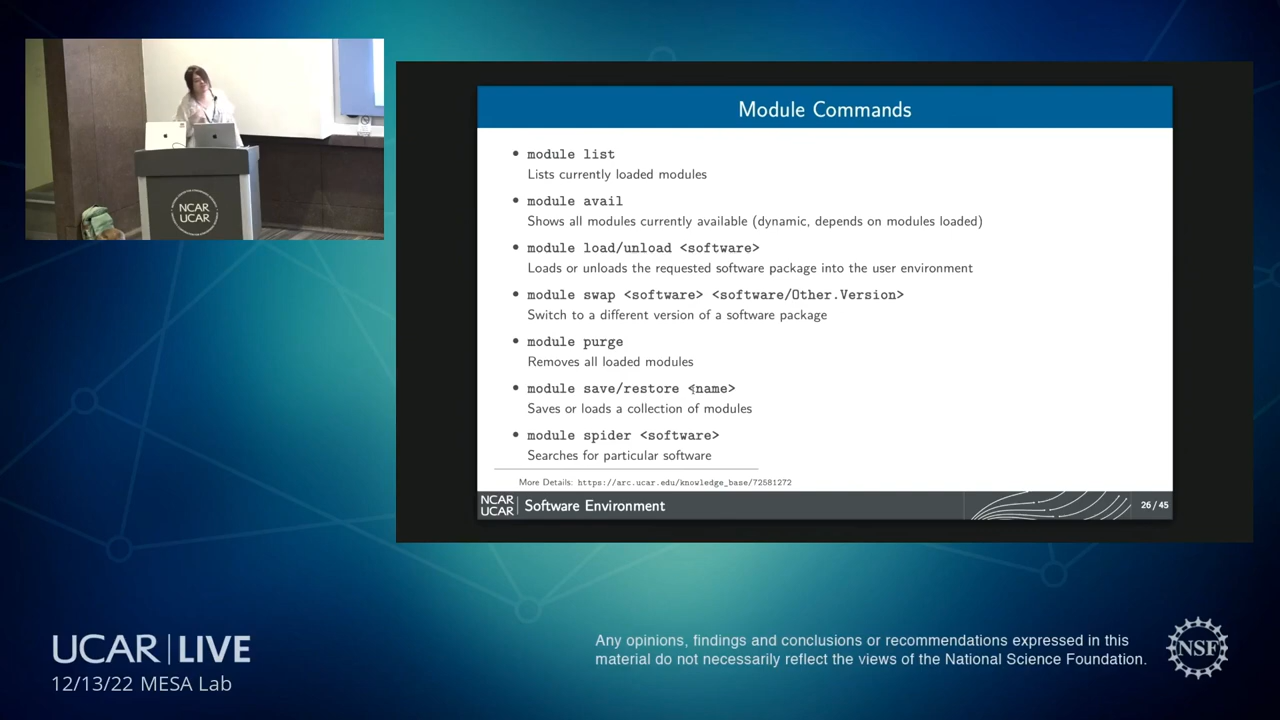 NCAR
UCAR
Module Commands
• module list
Lists currently loaded modules
• module avail
Shows all modules currently available (dynamic, depends on modules loaded)
• module load/unload <software>
Loads or unloads the requested software package into the user environment
• module swap <software> <software/Other.Version>
Switch to a different version of a software package
• module purge
Removes all loaded modules
• module save/restore <name>
Saves or loads a collection of modules
• module spider <software>
Searches for particular software
More Details: https://arc.ucar.edu/knowledge_base/72581272
NCAR
UCAR
Software Environment
26 / 45
UCAR | LIVE
12/13/22 MESA Lab
Any opinions, findings and conclusions or recommendations expressed in this
material do not necessarily reflect the views of the National Science Foundation.
NSF